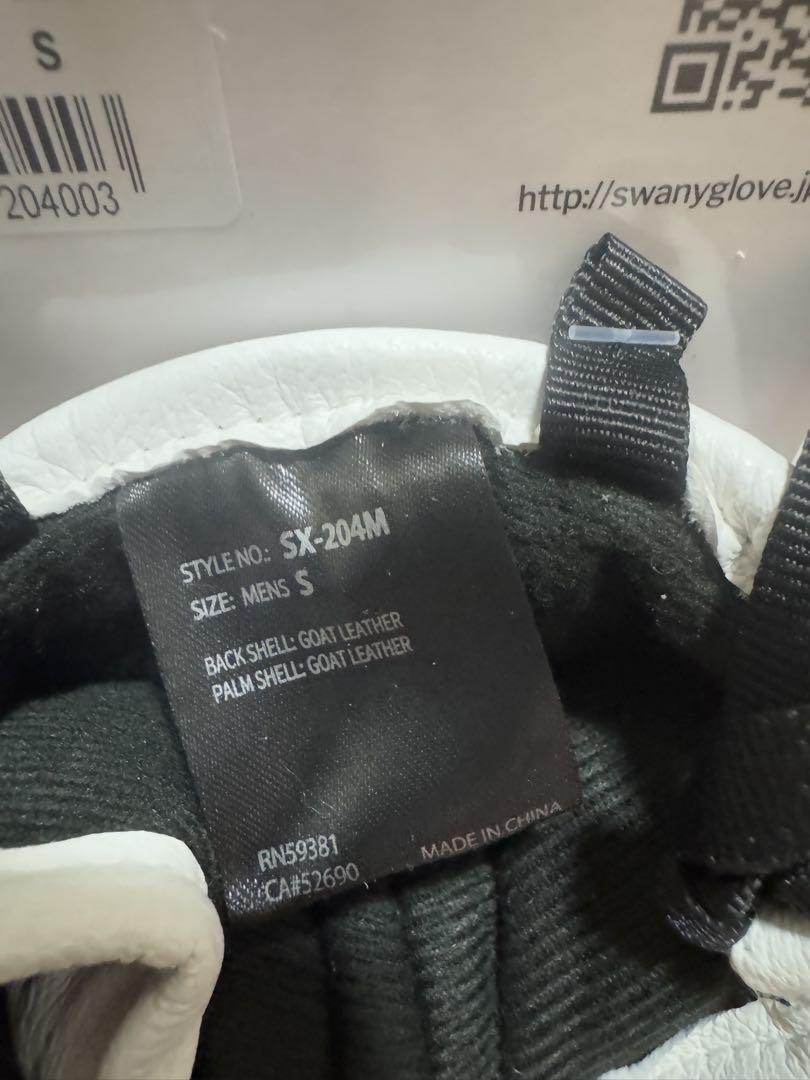 S
204003
http://swanyglove.jp
STYLE NO.: SX-204M
SIZE: MENS S
BACK SHELL: GOAT LEATHER
PALM SHELL: GOAT LEATHER
RN59381
CA#52690
MADE IN CHINA